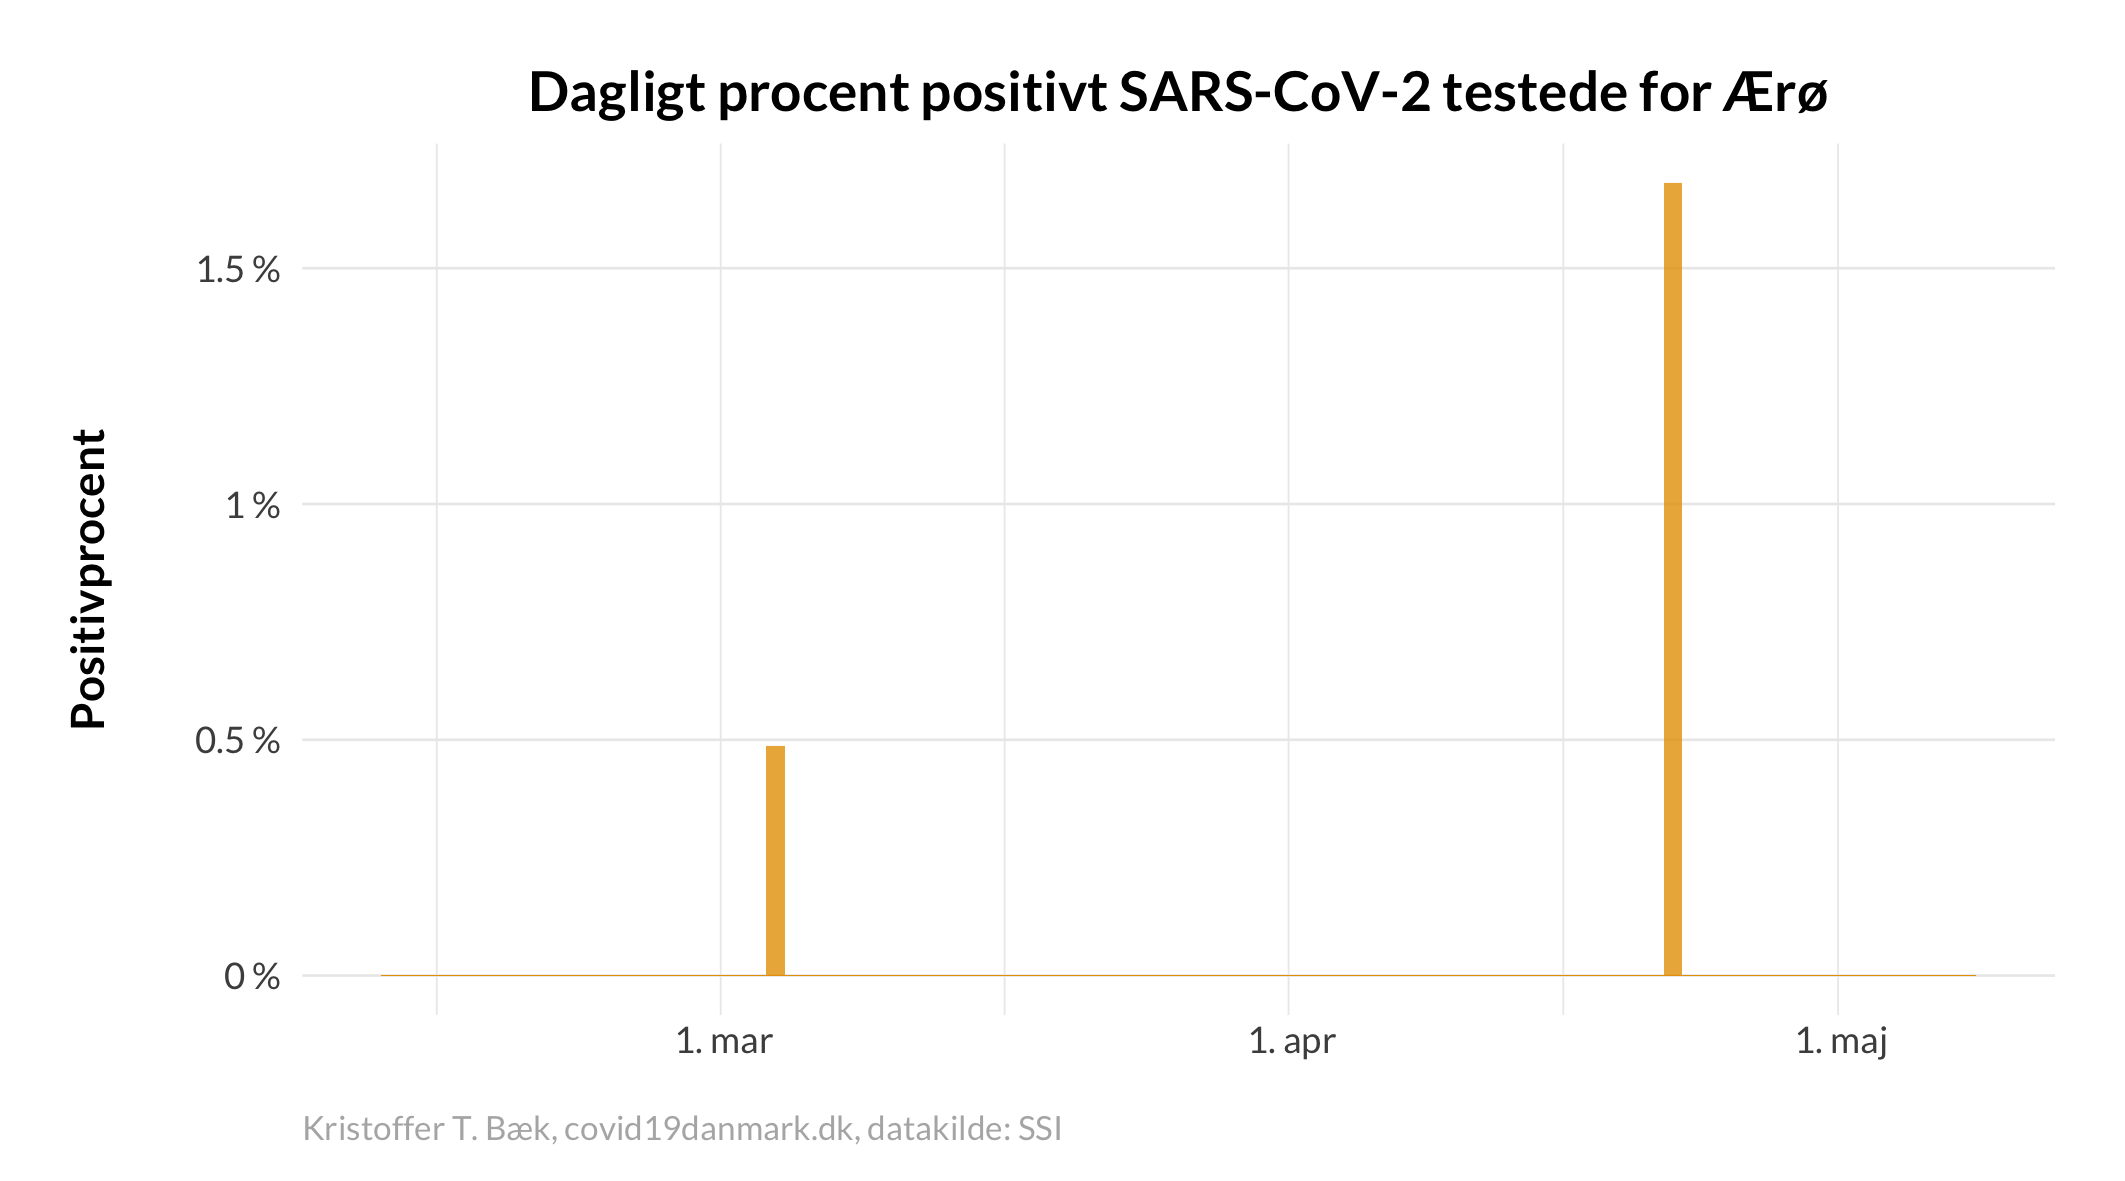 Dagligt procent positivt SARS-CoV-2 testede for Ærø
Positivprocent
1.5 %
1 %
0.5 %
0 %
1. mar
1. apr
1. maj
Kristoffer T. Bæk, covid19danmark.dk, datakilde: SSI